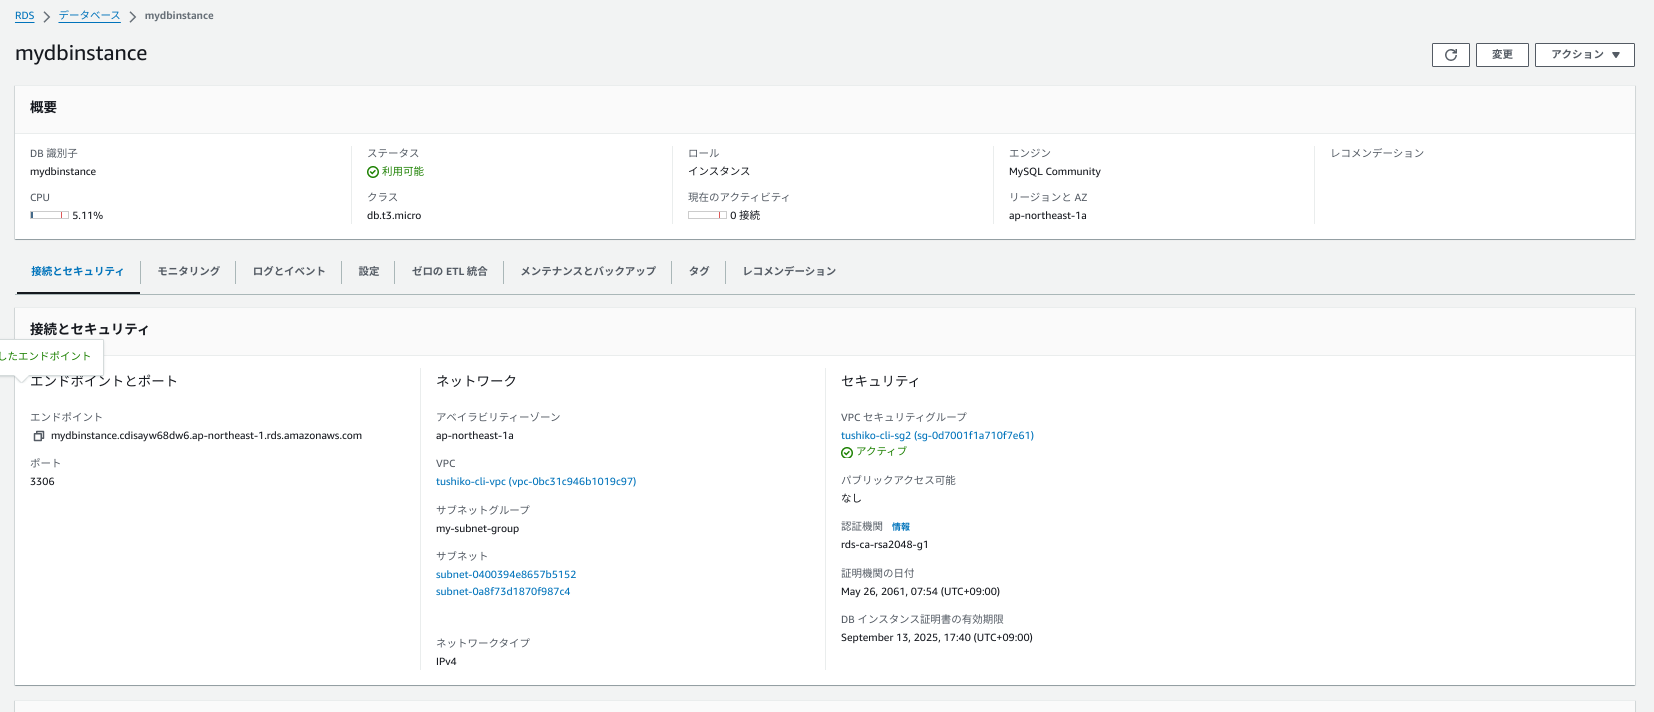 RDS > データベース > mydbinstance
mydbinstance
変更
アクション
概要
DB 識別子
mydbinstance
CPU
5.11%
ステータス
利用可能
クラス
db.t3.micro
ロール
インスタンス
現在のアクティビティ
0 接続
エンジン
MySQL Community
リージョンと AZ
ap-northeast-1a
レコメンデーション
接続とセキュリティ
モニタリング
ログとイベント
設定
ゼロの ETL 統合
メンテナンスとバックアップ
タグ
レコメンデーション
接続とセキュリティ
したエンドポイント
エンドポイントとポート
エンドポイント
mydbinstance.cdisayw68dw6.ap-northeast-1.rds.amazonaws.com
ポート
3306
ネットワーク
アベイラビリティーゾーン
ap-northeast-1a
VPC
tushiko-cli-vpc (vpc-0bc31c946b1019c97)
サブネットグループ
my-subnet-group
サブネット
subnet-0400394e8657b5152
subnet-0a8f73d1870f987c4
ネットワークタイプ
IPv4
セキュリティ
VPC セキュリティグループ
tushiko-cli-sg2 (sg-0d7001f1a710f7e61)
アクティブ
パブリックアクセス可能
なし
認証機関 情報
rds-ca-rsa2048-g1
証明機関の日付
May 26, 2061, 07:54 (UTC+09:00)
DB インスタンス証明書の有効期限
September 13, 2025, 17:40 (UTC+09:00)